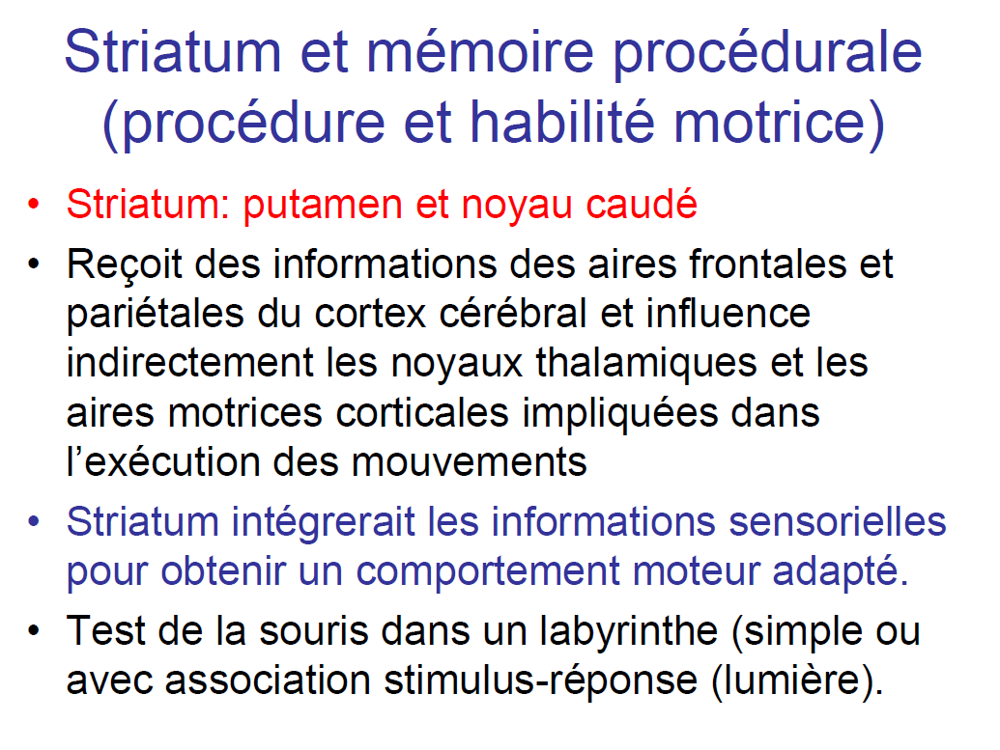 Striatum et mémoire procédurale
(procédure et habilité motrice)
• Striatum: putamen et noyau caudé
• Reçoit des informations des aires frontales et
pariétales du cortex cérébral et influence
indirectement les noyaux thalamiques et les
aires motrices corticales impliquées dans
l’exécution des mouvements
• Striatum intégrerait les informations sensorielles
pour obtenir un comportement moteur adapté.
• Test de la souris dans un labyrinthe (simple ou
avec association stimulus-réponse (lumière).